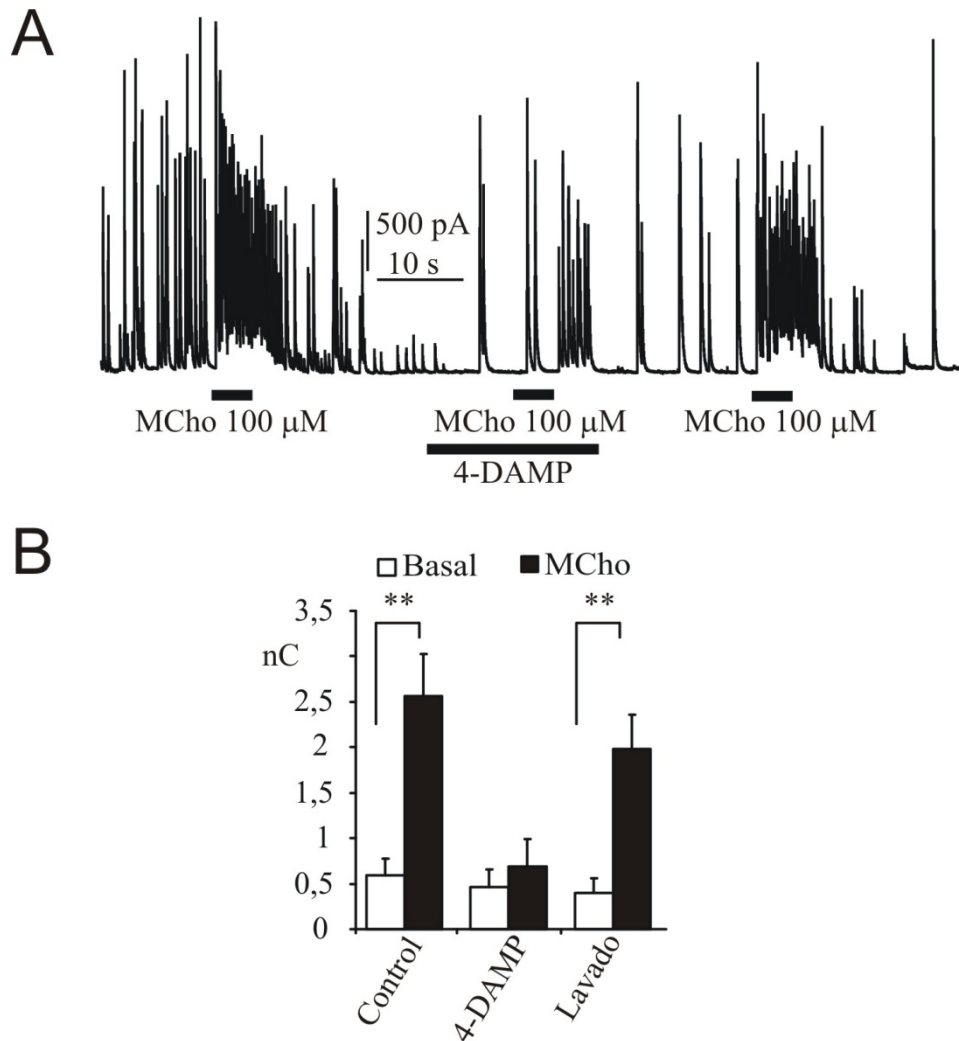 A
500 pA
10 s
MCho 100 µM MCho 100 µM MCho 100 µM
4-DAMP
B
Basal MCho
** **
3,5
nC
3
2,5
2
1,5
1
0,5
0
Control 4-DAMP Lavado